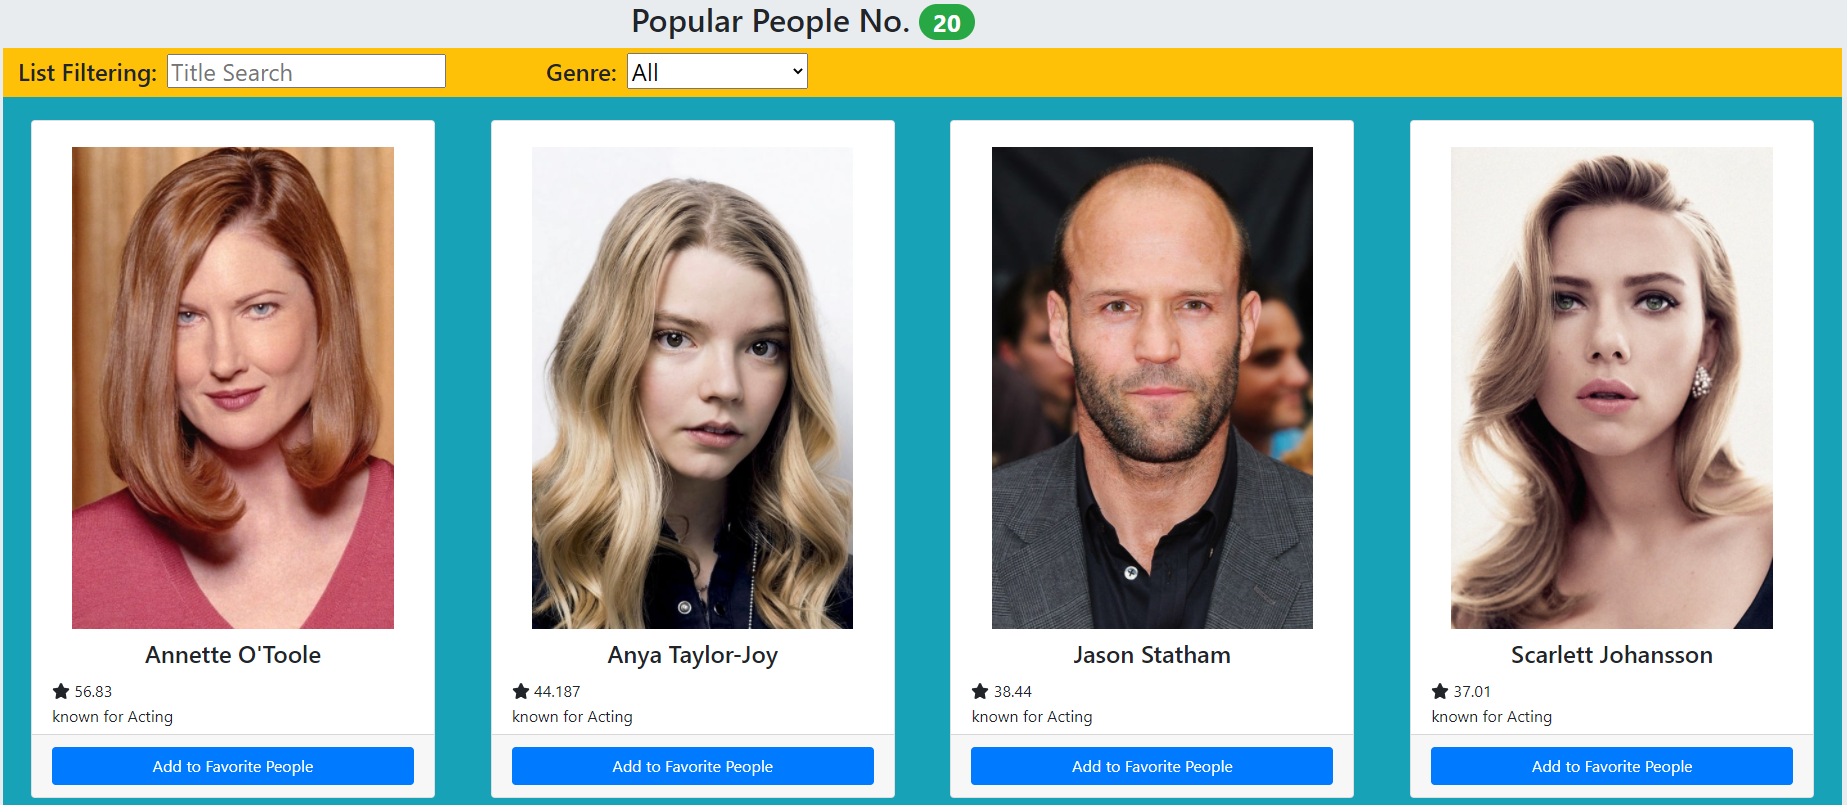 Popular People No. 20
List Filtering: Title Search Genre: All
Annette O'Toole
56.83
known for Acting
Add to Favorite People
Anya Taylor-Joy
44.187
known for Acting
Add to Favorite People
Jason Statham
38.44
known for Acting
Add to Favorite People
Scarlett Johansson
37.01
known for Acting
Add to Favorite People